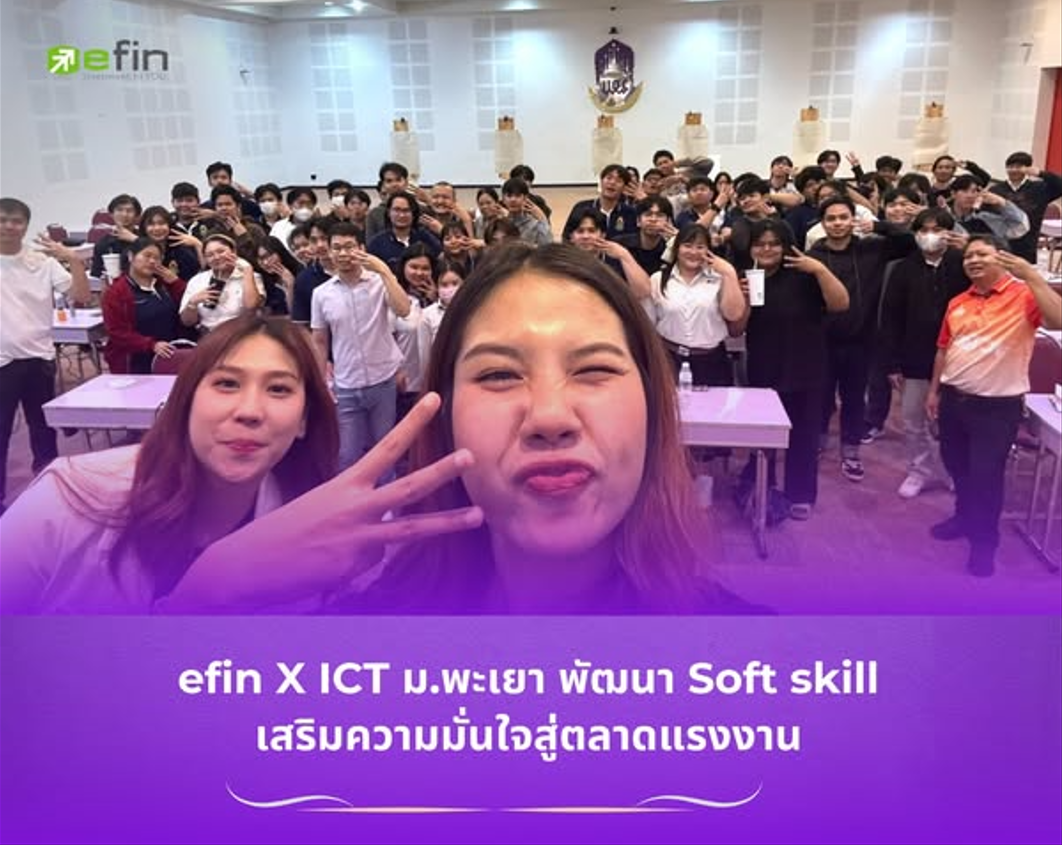 efin
efin X ICT ม.พะเยา พัฒนา Soft skill
เสริมความมั่นใจสู่ตลาดแรงงาน